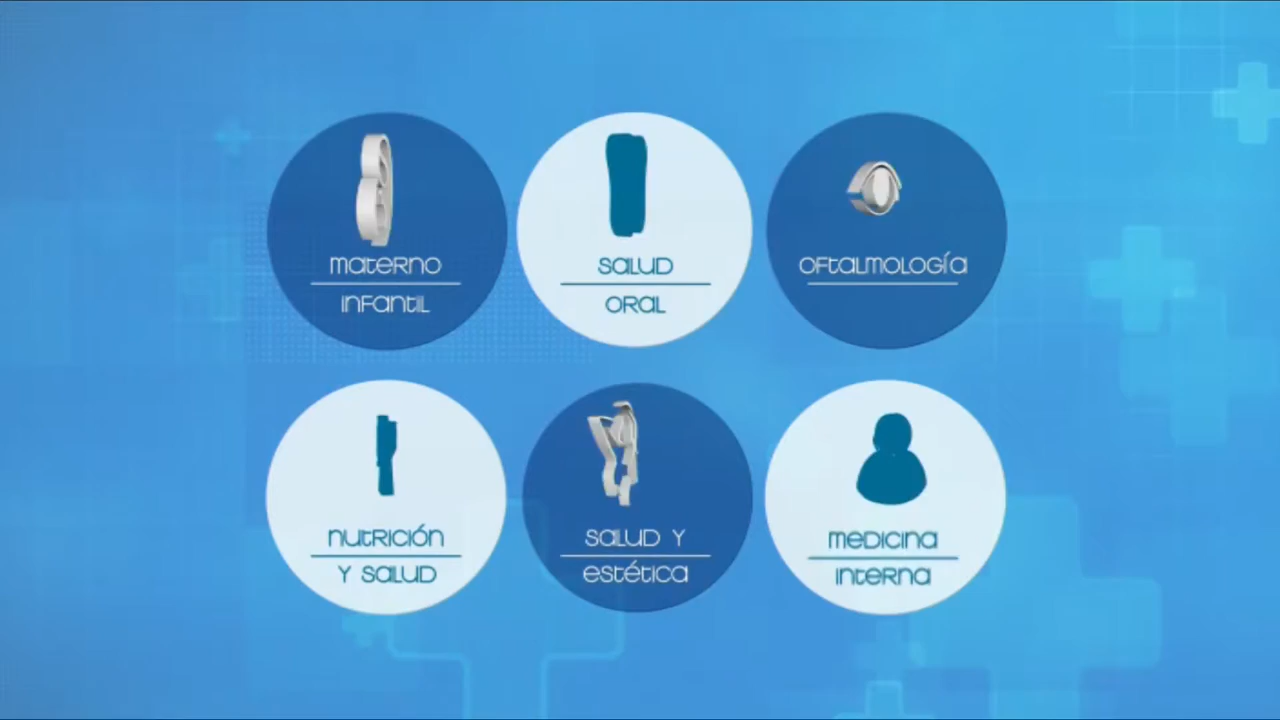 Materno
Infantil
Salud
Oral
Oftalmología
Nutrición
y Salud
Salud y
Estética
Medicina
Interna